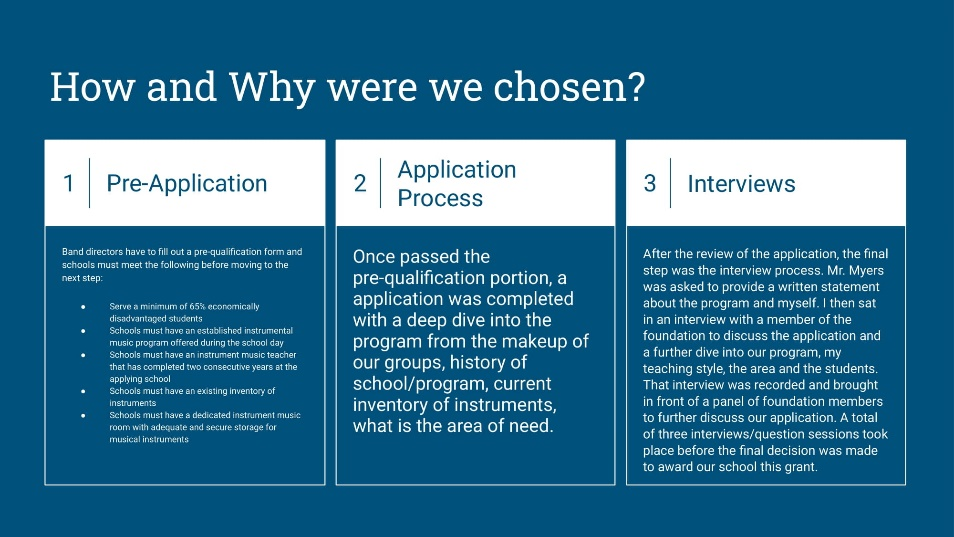 How and Why were we chosen?
1
Pre-Application
Band directors have to fill out a pre-qualification form and
schools must meet the following before moving to the
next step:
● Serve a minimum of 65% economically
disadvantaged students
● Schools must have an established instrumental
music program offered during the school day
● Schools must have an instrument music teacher
that has completed two consecutive years at the
applying school
● Schools must have an existing inventory of
instruments
● Schools must have a dedicated instrument music
room with adequate and secure storage for
musical instruments
2
Application
Process
Once passed the
pre-qualification portion, a
application was completed
with a deep dive into the
program from the makeup of
our groups, history of
school/program, current
inventory of instruments,
what is the area of need.
3
Interviews
After the review of the application, the final
step was the interview process. Mr. Myers
was asked to provide a written statement
about the program and myself. I then sat
in an interview with a member of the
foundation to discuss the application and
a further dive into our program, my
teaching style, the area and the students.
That interview was recorded and brought
in front of a panel of foundation members
to further discuss our application. A total
of three interviews/question sessions took
place before the final decision was made
to award our school this grant.